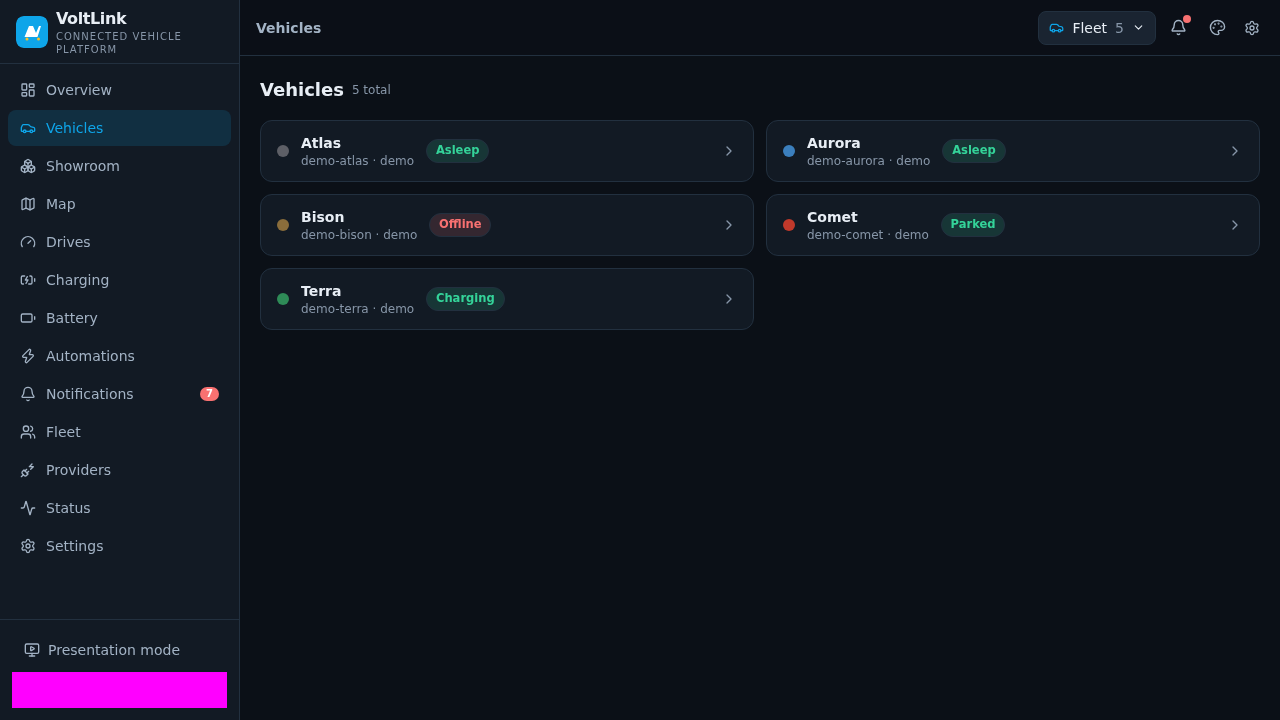 VoltLink
CONNECTED VEHICLE
PLATFORM
Overview
Vehicles
Showroom
Map
Drives
Charging
Battery
Automations
Notifications 7
Fleet
Providers
Status
Settings
Presentation mode
Vehicles
Fleet 5
Vehicles 5 total
Atlas
demo-atlas · demo
Asleep
Aurora
demo-aurora · demo
Asleep
Bison
demo-bison · demo
Offline
Comet
demo-comet · demo
Parked
Terra
demo-terra · demo
Charging